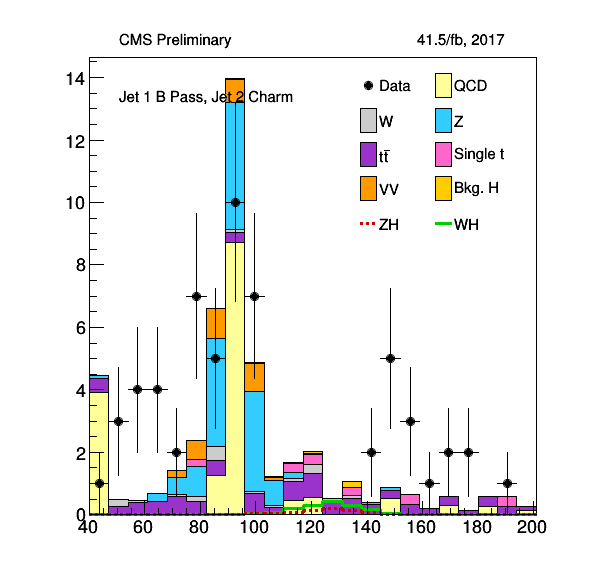 CMS Preliminary 41.5/fb, 2017
Jet 1 B Pass, Jet 2 Charm
Data QCD
W Z
tt̅ Single t
VV Bkg. H
ZH WH
14
12
10
8
6
4
2
0
40 60 80 100 120 140 160 180 200